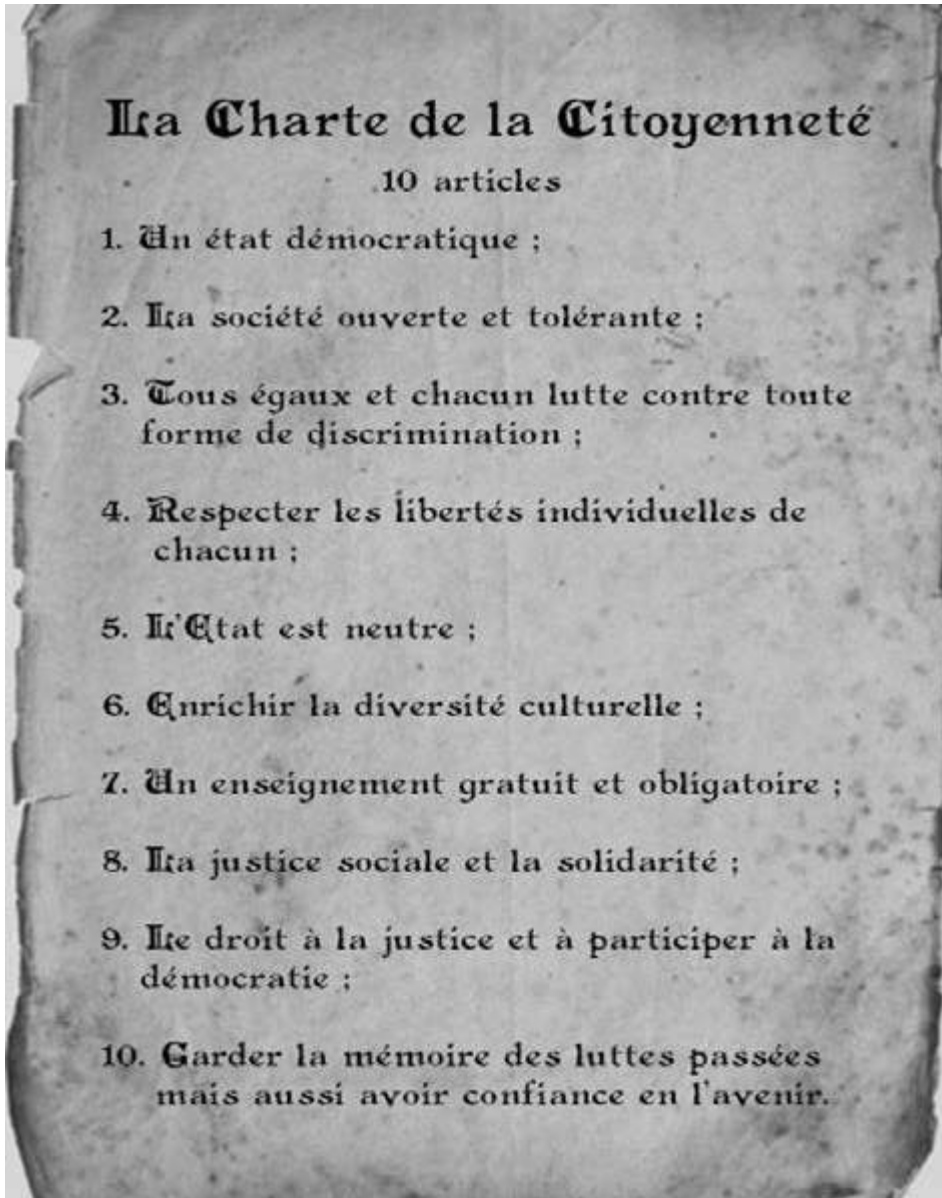 La Charte de la Citoyenneté
10 articles
1. Un état démocratique ;
2. La société ouverte et tolérante ;
3. Tous égaux et chacun lutte contre toute
forme de discrimination ;
4. Respecter les libertés individuelles de
chacun ;
5. L'Etat est neutre ;
6. Enrichir la diversité culturelle ;
7. Un enseignement gratuit et obligatoire ;
8. La justice sociale et la solidarité ;
9. Le droit à la justice et à participer à la
démocratie ;
10. Garder la mémoire des luttes passées
mais aussi avoir confiance en l'avenir.